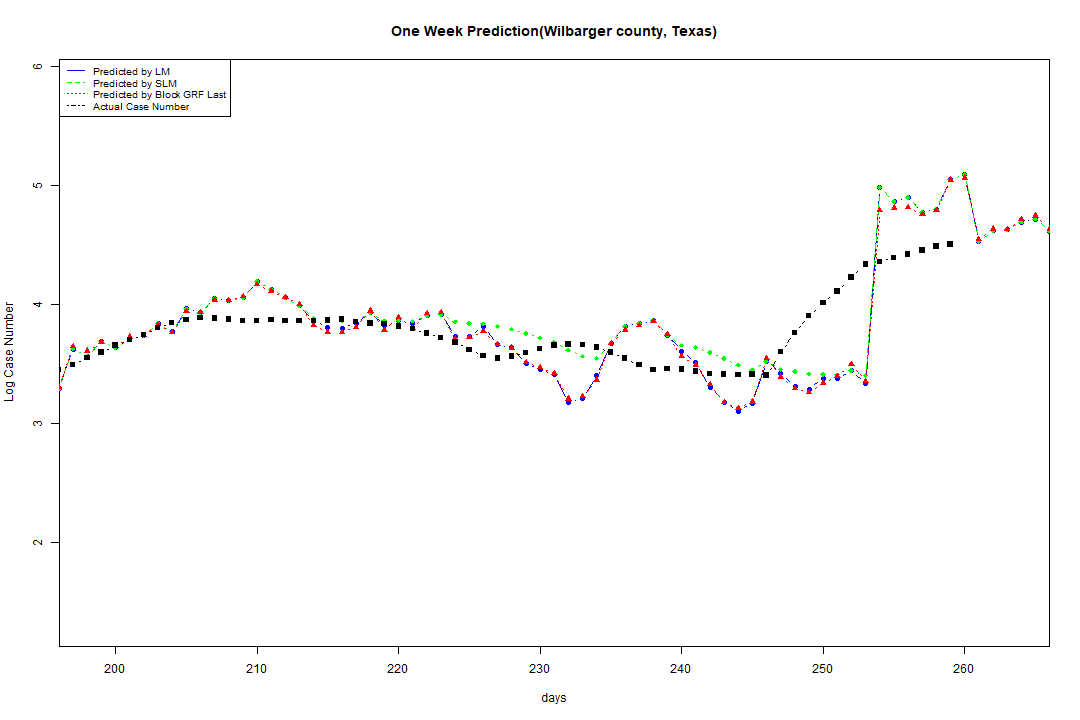 One Week Prediction(Wilbarger county, Texas)
Predicted by LM
Predicted by SLM
Predicted by Block GRF Last
Actual Case Number
6
5
4
3
2
Log Case Number
200 210 220 230 240 250 260
days